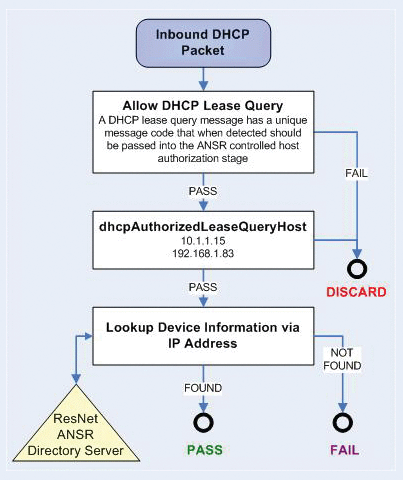 Inbound DHCP
Packet
Allow DHCP Lease Query
A DHCP lease query message has a unique
message code that when detected should
be passed into the ANSR controlled host
authorization stage
FAIL
PASS
dhcpAuthorizedLeaseQueryHost
10.1.1.15
192.168.1.83
DISCARD
PASS
Lookup Device Information via
IP Address
NOT
FOUND
FOUND
ResNet
ANSR
Directory Server
PASS
FAIL